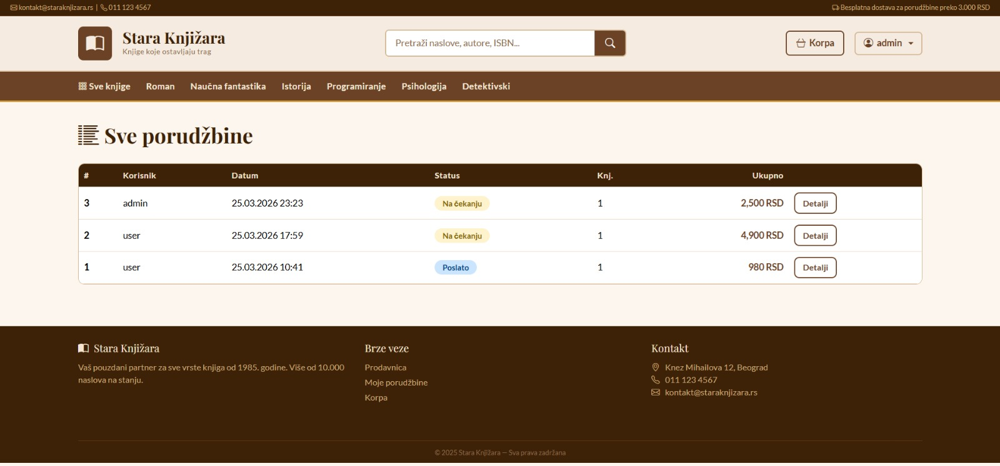 kontakt@staraknjizara.rs | 011 123 4567
Besplatna dostava za porudžbine preko 3.000 RSD
Stara Knjižara
Knjige koje ostavljaju trag
Pretraži naslove, autore, ISBN...
Korpa
admin
Sve knjige Roman Naučna fantastika Istorija Programiranje Psihologija Detektivski
Sve porudžbine
# Korisnik Datum Status Knj. Ukupno
3 admin 25.03.2026 23:23 Na čekanju 1 2,500 RSD Detalji
2 user 25.03.2026 17:59 Na čekanju 1 4,900 RSD Detalji
1 user 25.03.2026 10:41 Poslato 1 980 RSD Detalji
Stara Knjižara
Vaš pouzdani partner za sve vrste knjiga od 1985. godine. Više od 10.000
naslova na stanju.
Brze veze
Prodavnica
Moje porudžbine
Korpa
Kontakt
Knez Mihailova 12, Beograd
011 123 4567
kontakt@staraknjizara.rs
© 2025 Stara Knjižara — Sva prava zadržana